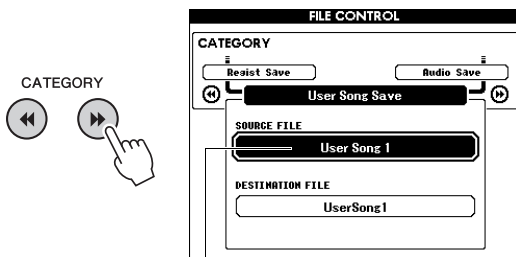 FILE CONTROL
CATEGORY
Regist Save
Audio Save
User Song Save
CATEGORY
SOURCE FILE
User Song 1
DESTINATION FILE
UserSong1